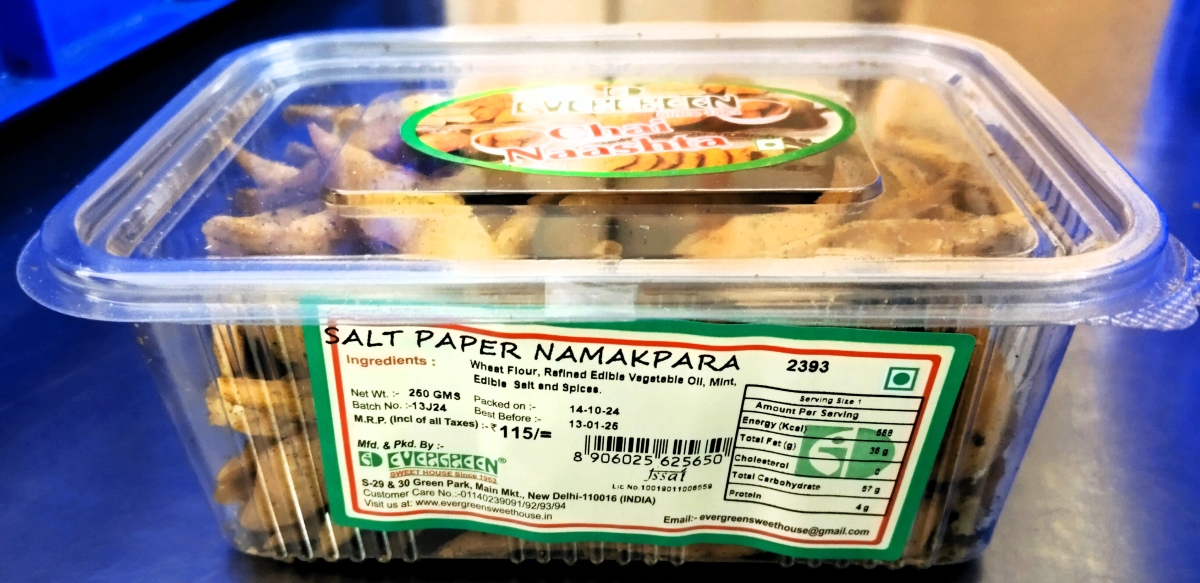 EVERGREEN
Chai
Naashta
SALT PAPER NAMAKPARA
2393
Ingredients :
Wheat Flour, Refined Edible Vegetable Oil, Mint,
Edible Salt and Spices.
Net Wt. :- 250 GMS
Batch No. :-13J24
Packed on :- 14-10-24
Best Before :- 13-01-25
M.R.P. (Incl of all Taxes) :- ₹ 115/=
Mfd. & Pkd. By :-
EVERGREEN®
SWEET HOUSE Since 1963
S-29 & 30 Green Park, Main Mkt., New Delhi-110016 (INDIA)
Customer Care No.:-01140239091/92/93/94
Visit us at: www.evergreensweethouse.in
8 906025 625650
fssai
Lic No.10019011006559
Email:- evergreensweethouse@gmail.com
Serving Size 1
Amount Per Serving
Energy (Kcal) 568
Total Fat (g) 36 g
Cholesterol 0
Total Carbohydrate 57 g
Protein 4 g